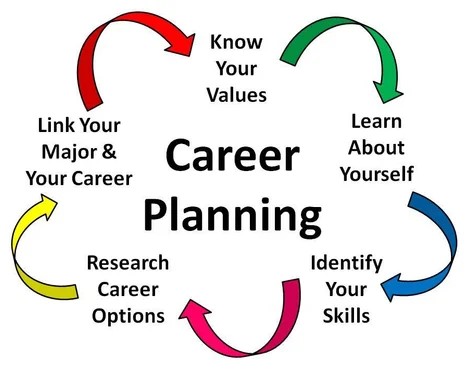 Career
Planning
Know
Your
Values
Learn
About
Yourself
Identify
Your
Skills
Research
Career
Options
Link Your
Major &
Your Career